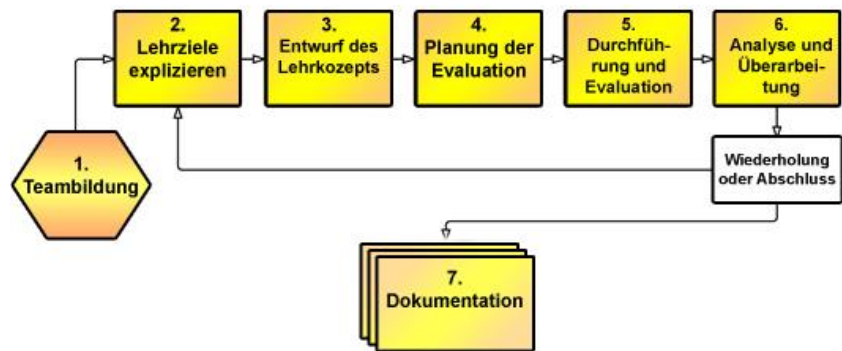 1.
Teambildung
2.
Lehrziele
explizieren
3.
Entwurf des
Lehrkozepts
4.
Planung der
Evaluation
5.
Durchfüh-
rung und
Evaluation
6.
Analyse und
Überarbei-
tung
Wiederholung
oder Abschluss
7.
Dokumentation